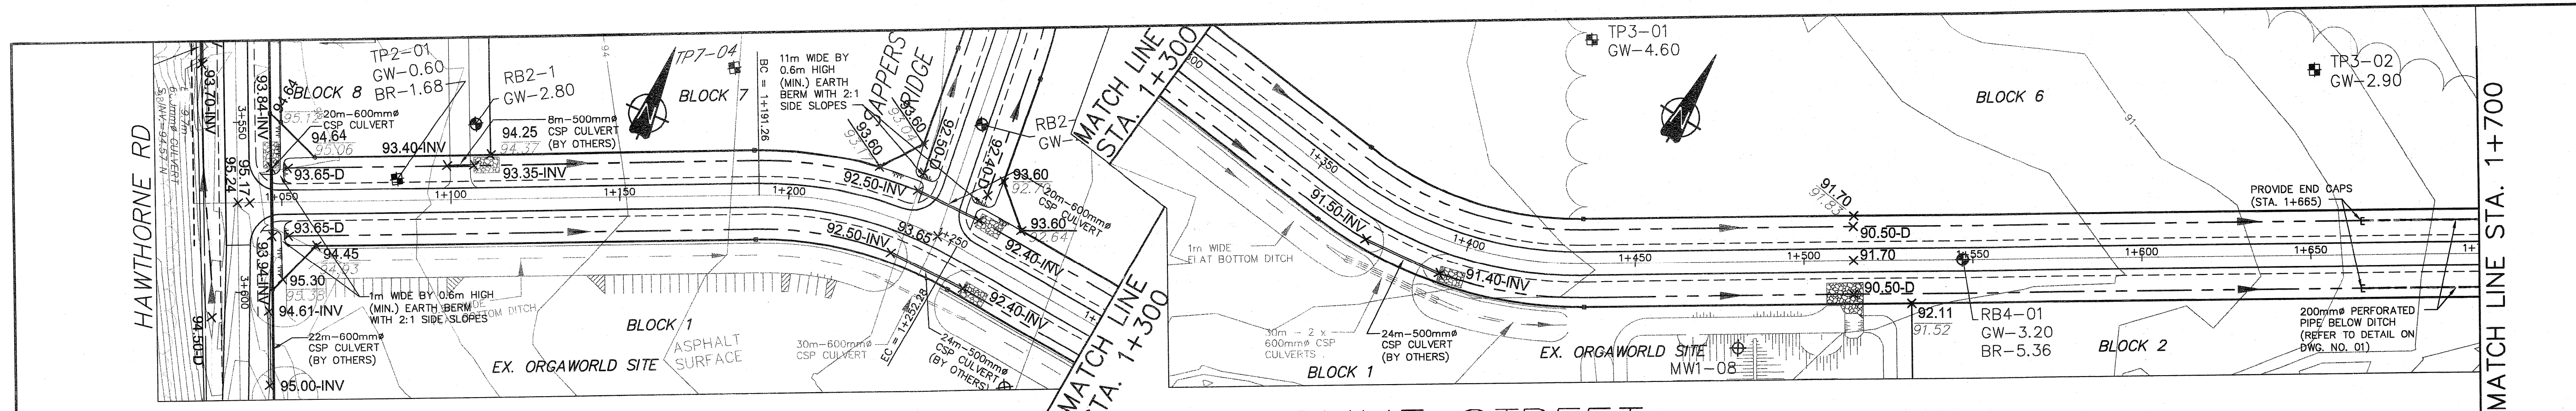 HAWTHORNE RD
93.70-INV
3+550
95.24
95.17
93.84-INV
94.64
BLOCK 8
95.12
20m-600mmø
CSP CULVERT
94.64
95.06
93.65-D
TP2-01
GW-0.60
BR-1.68
93.40-INV
RB2-1
GW-2.80
8m-500mmø
CSP CULVERT
(BY OTHERS)
94.25
94.37
93.35-INV
94
TP7-04
BLOCK 7
BC = 1+191.26
11m WIDE BY
0.6m HIGH
(MIN.) EARTH
BERM WITH 2:1
SIDE SLOPES
SAPPERS
RIDGE
93.60
93.60
93.04
92.50-D
92.50-INV
RB2-
GW-
92.40-D
93.60
92.70
20m-600mmø
CSP
CULVERT
93.60
92.64
92.40-INV
1+050
1+100
1+150
1+200
1+250
93.65
92.50-INV
92.40-INV
93.65-D
93.94-INV
3+600
94.50-D
94.45
94.93
95.30
95.38
94.61-INV
1m WIDE BY 0.6m HIGH
(MIN.) EARTH BERM
WITH 2:1 SIDE SLOPES
BOTTOM DITCH
22m-600mmø
CSP CULVERT
(BY OTHERS)
95.00-INV
BLOCK 1
EX. ORGAWORLD SITE
ASPHALT
SURFACE
30m-600mmø
CSP CULVERT
EC = 1+252.28
24m-500mmø
CSP CULVERT
(BY OTHERS)
MATCH LINE
STA. 1+300
MATCH LINE
STA. 1+300
TP3-01
GW-4.60
BLOCK 6
91
TP3-02
GW-2.90
1+350
1+400
1+450
1+500
1+550
1+600
1+650
91.50-INV
91.40-INV
1m WIDE
FLAT BOTTOM DITCH
30m - 2 x
600mmø CSP
CULVERTS
24m-500mmø
CSP CULVERT
(BY OTHERS)
BLOCK 1
EX. ORGAWORLD SITE
MW1-08
91.70
91.83
90.50-D
91.70
90.50-D
92.11
91.52
RB4-01
GW-3.20
BR-5.36
BLOCK 2
PROVIDE END CAPS
(STA. 1+665)
200mmø PERFORATED
PIPE BELOW DITCH
(REFER TO DETAIL ON
DWG. NO. 01)
MATCH LINE STA. 1+700